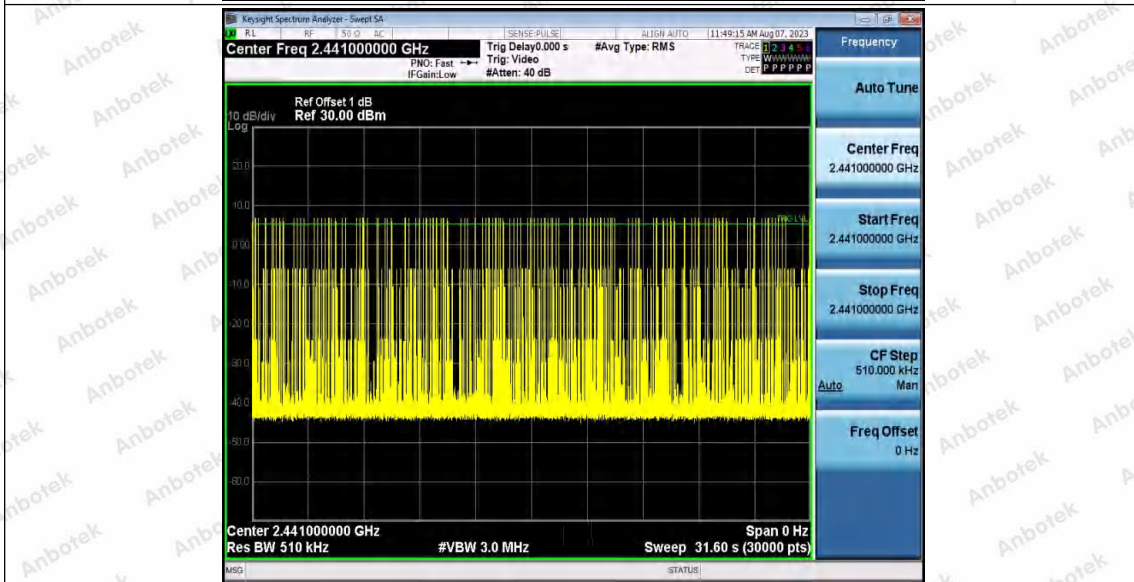 Keysight Spectrum Analyzer - Swept SA
RL RF 50 Ω AC SENSE:PULSE ALIGN AUTO 11:49:15 AM Aug 07, 2023
Center Freq 2.441000000 GHz
PNO: Fast
IFGain:Low
Trig Delay0.000 s
Trig: Video
#Atten: 40 dB
#Avg Type: RMS
TRACE 1 2 3 4 5 6
TYPE WWWWWW
DET P P P P P P
Ref Offset 1 dB
10 dB/div Ref 30.00 dBm
Log
20.0
10.0
TRIG LVL
0.00
-10.0
-20.0
-30.0
-40.0
-50.0
-60.0
Center 2.441000000 GHz Span 0 Hz
Res BW 510 kHz #VBW 3.0 MHz Sweep 31.60 s (30000 pts)
MSG STATUS
Frequency
Auto Tune
Center Freq
2.441000000 GHz
Start Freq
2.441000000 GHz
Stop Freq
2.441000000 GHz
CF Step
510.000 kHz
Auto Man
Freq Offset
0 Hz
Anbotek